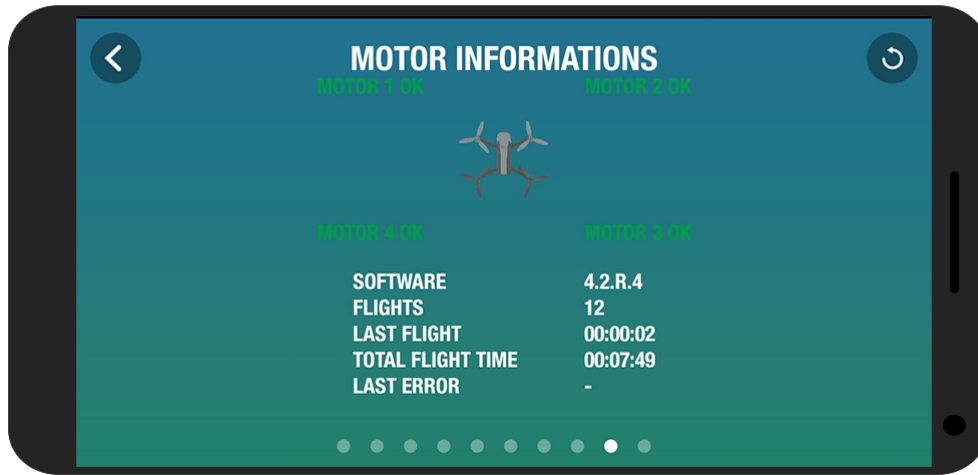 MOTOR INFORMATIONS
MOTOR 1 OK MOTOR 2 OK
MOTOR 4 OK MOTOR 3 OK
SOFTWARE 4.2.R.4
FLIGHTS 12
LAST FLIGHT 00:00:02
TOTAL FLIGHT TIME 00:07:49
LAST ERROR -